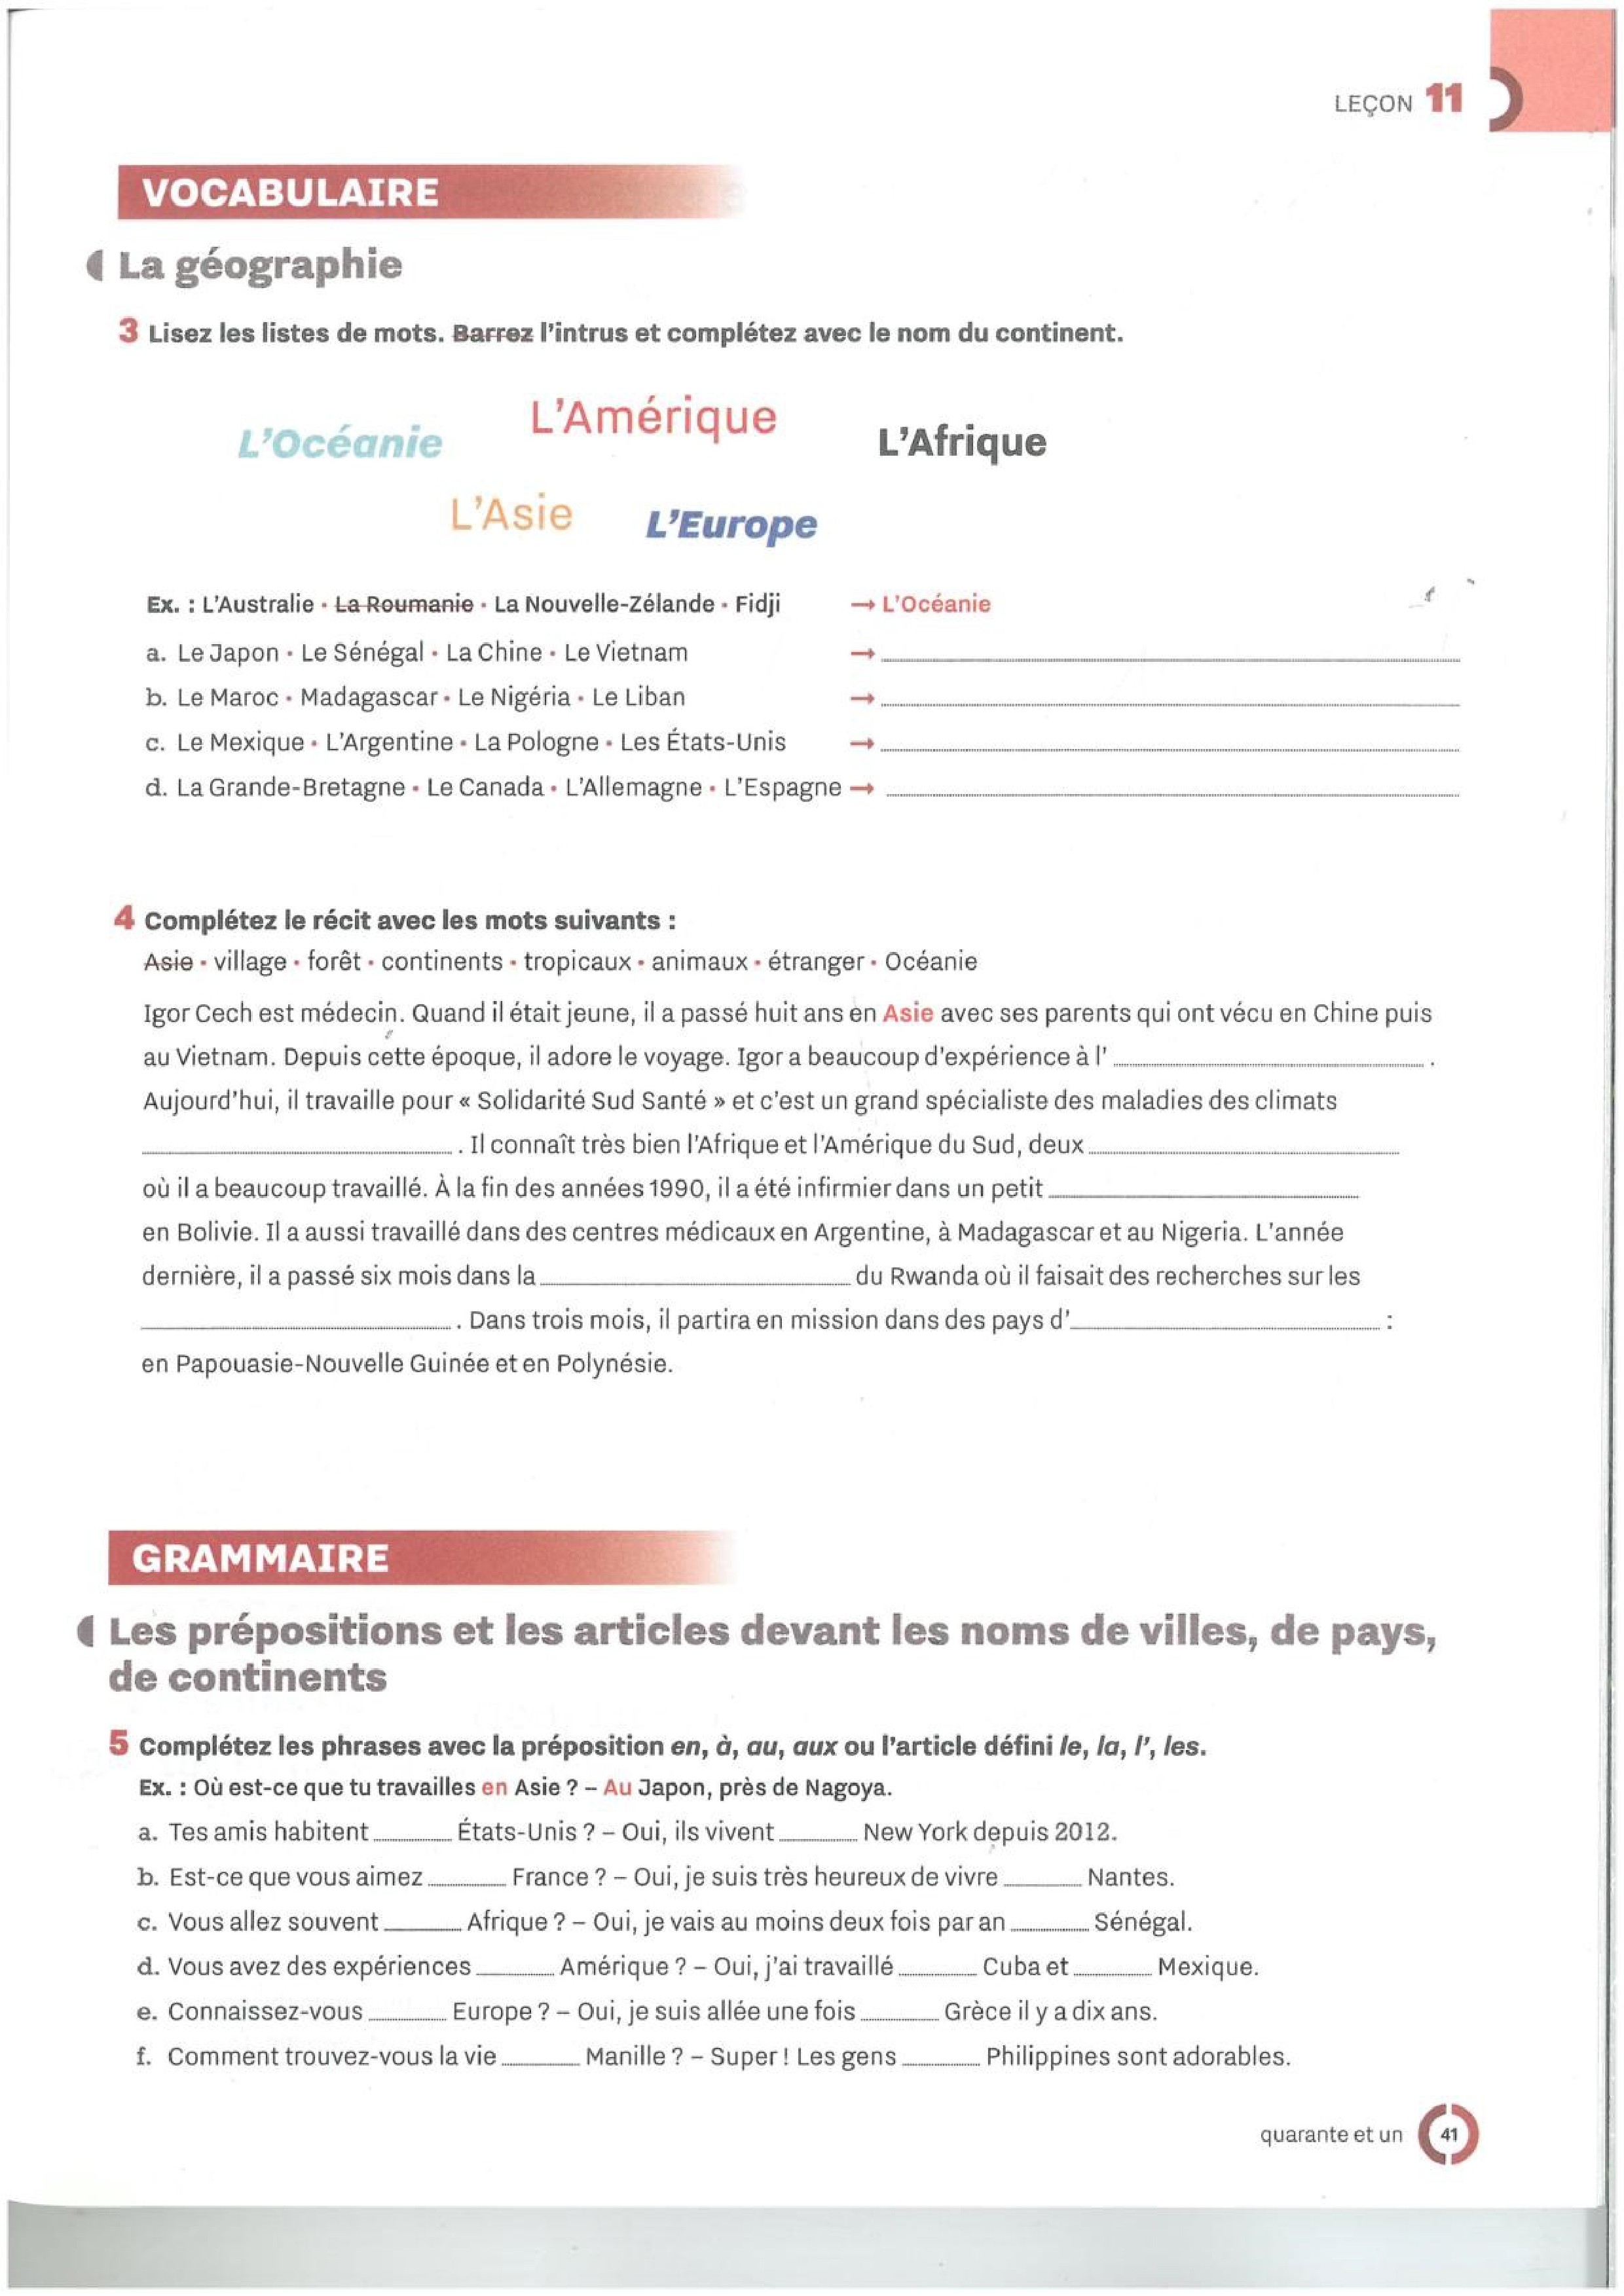 LEÇON 11
VOCABULAIRE
La géographie
3 Lisez les listes de mots. Barrez l'intrus et complétez avec le nom du continent.
L'Océanie
L'Amérique
L'Afrique
L'Asie
L'Europe
Ex. : L'Australie • La Roumanie • La Nouvelle-Zélande • Fidji → L'Océanie
a. Le Japon • Le Sénégal • La Chine • Le Vietnam →
b. Le Maroc • Madagascar • Le Nigéria • Le Liban →
c. Le Mexique • L'Argentine • La Pologne • Les États-Unis →
d. La Grande-Bretagne • Le Canada • L'Allemagne • L'Espagne →
4 Complétez le récit avec les mots suivants :
Asie • village • forêt • continents • tropicaux • animaux • étranger • Océanie
Igor Cech est médecin. Quand il était jeune, il a passé huit ans en Asie avec ses parents qui ont vécu en Chine puis
au Vietnam. Depuis cette époque, il adore le voyage. Igor a beaucoup d'expérience à l' .
Aujourd'hui, il travaille pour « Solidarité Sud Santé » et c'est un grand spécialiste des maladies des climats
. Il connaît très bien l'Afrique et l'Amérique du Sud, deux
où il a beaucoup travaillé. À la fin des années 1990, il a été infirmier dans un petit
en Bolivie. Il a aussi travaillé dans des centres médicaux en Argentine, à Madagascar et au Nigeria. L'année
dernière, il a passé six mois dans la du Rwanda où il faisait des recherches sur les
. Dans trois mois, il partira en mission dans des pays d' :
en Papouasie-Nouvelle Guinée et en Polynésie.
GRAMMAIRE
Les prépositions et les articles devant les noms de villes, de pays,
de continents
5 Complétez les phrases avec la préposition en, à, au, aux ou l'article défini le, la, l', les.
Ex. : Où est-ce que tu travailles en Asie ? – Au Japon, près de Nagoya.
a. Tes amis habitent États-Unis ? – Oui, ils vivent New York depuis 2012.
b. Est-ce que vous aimez France ? – Oui, je suis très heureux de vivre Nantes.
c. Vous allez souvent Afrique ? – Oui, je vais au moins deux fois par an Sénégal.
d. Vous avez des expériences Amérique ? – Oui, j'ai travaillé Cuba et Mexique.
e. Connaissez-vous Europe ? – Oui, je suis allée une fois Grèce il y a dix ans.
f. Comment trouvez-vous la vie Manille ? – Super ! Les gens Philippines sont adorables.
quarante et un 41